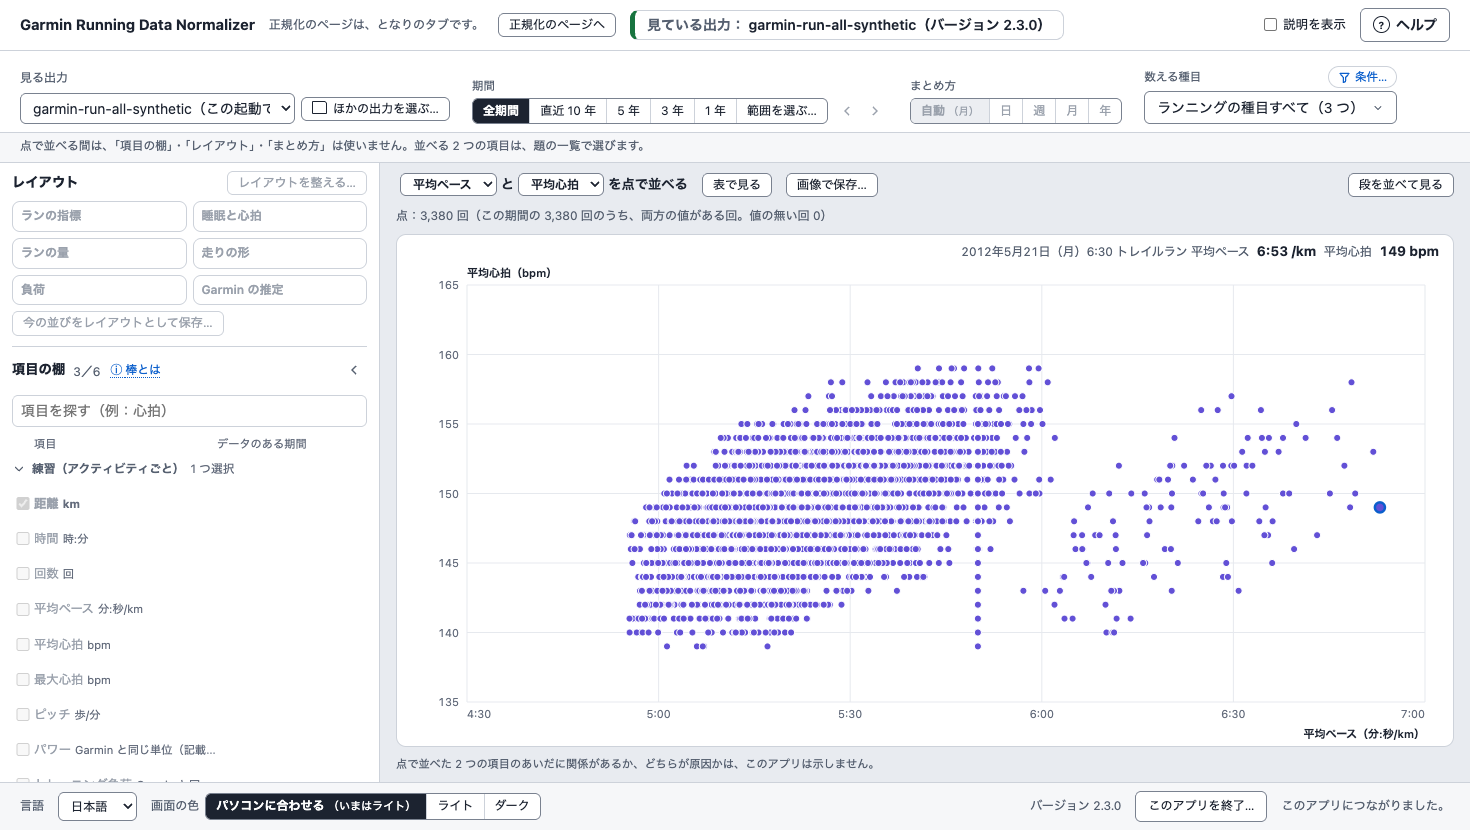 Garmin Running Data Normalizer 正規化のページは、となりのタブです。 正規化のページへ 見ている出力： garmin-run-all-synthetic（バージョン 2.3.0） 説明を表示 ? ヘルプ
見る出力 期間 まとめ方 数える種目 条件...
garmin-run-all-synthetic（この起動で ほかの出力を選ぶ... 全期間 直近 10 年 5 年 3 年 1 年 範囲を選ぶ... 自動（月） 日 週 月 年 ランニングの種目すべて（3 つ）
点で並べる間は、「項目の棚」・「レイアウト」・「まとめ方」は使いません。並べる 2 つの項目は、題の一覧で選びます。
レイアウト レイアウトを整える...
ランの指標 睡眠と心拍
ランの量 走りの形
負荷 Garmin の推定
今の並びをレイアウトとして保存...
項目の棚 3／6 ⓘ棒とは
項目を探す（例：心拍）
項目 データのある期間
練習（アクティビティごと） 1 つ選択
距離 km
時間 時:分
回数 回
平均ペース 分:秒/km
平均心拍 bpm
最大心拍 bpm
ピッチ 歩/分
パワー Garmin と同じ単位（記載...
平均ペース と 平均心拍 を点で並べる 表で見る 画像で保存... 段を並べて見る
点：3,380 回（この期間の 3,380 回のうち、両方の値がある回。値の無い回 0）
2012年5月21日（月）6:30 トレイルラン 平均ペース 6:53 /km 平均心拍 149 bpm
平均心拍（bpm）
165
160
155
150
145
140
135
4:30 5:00 5:30 6:00 6:30 7:00
平均ペース（分:秒/km）
点で並べた 2 つの項目のあいだに関係があるか、どちらが原因かは、このアプリは示しません。
言語 日本語 画面の色 パソコンに合わせる （いまはライト） ライト ダーク バージョン 2.3.0 このアプリを終了... このアプリにつながりました。